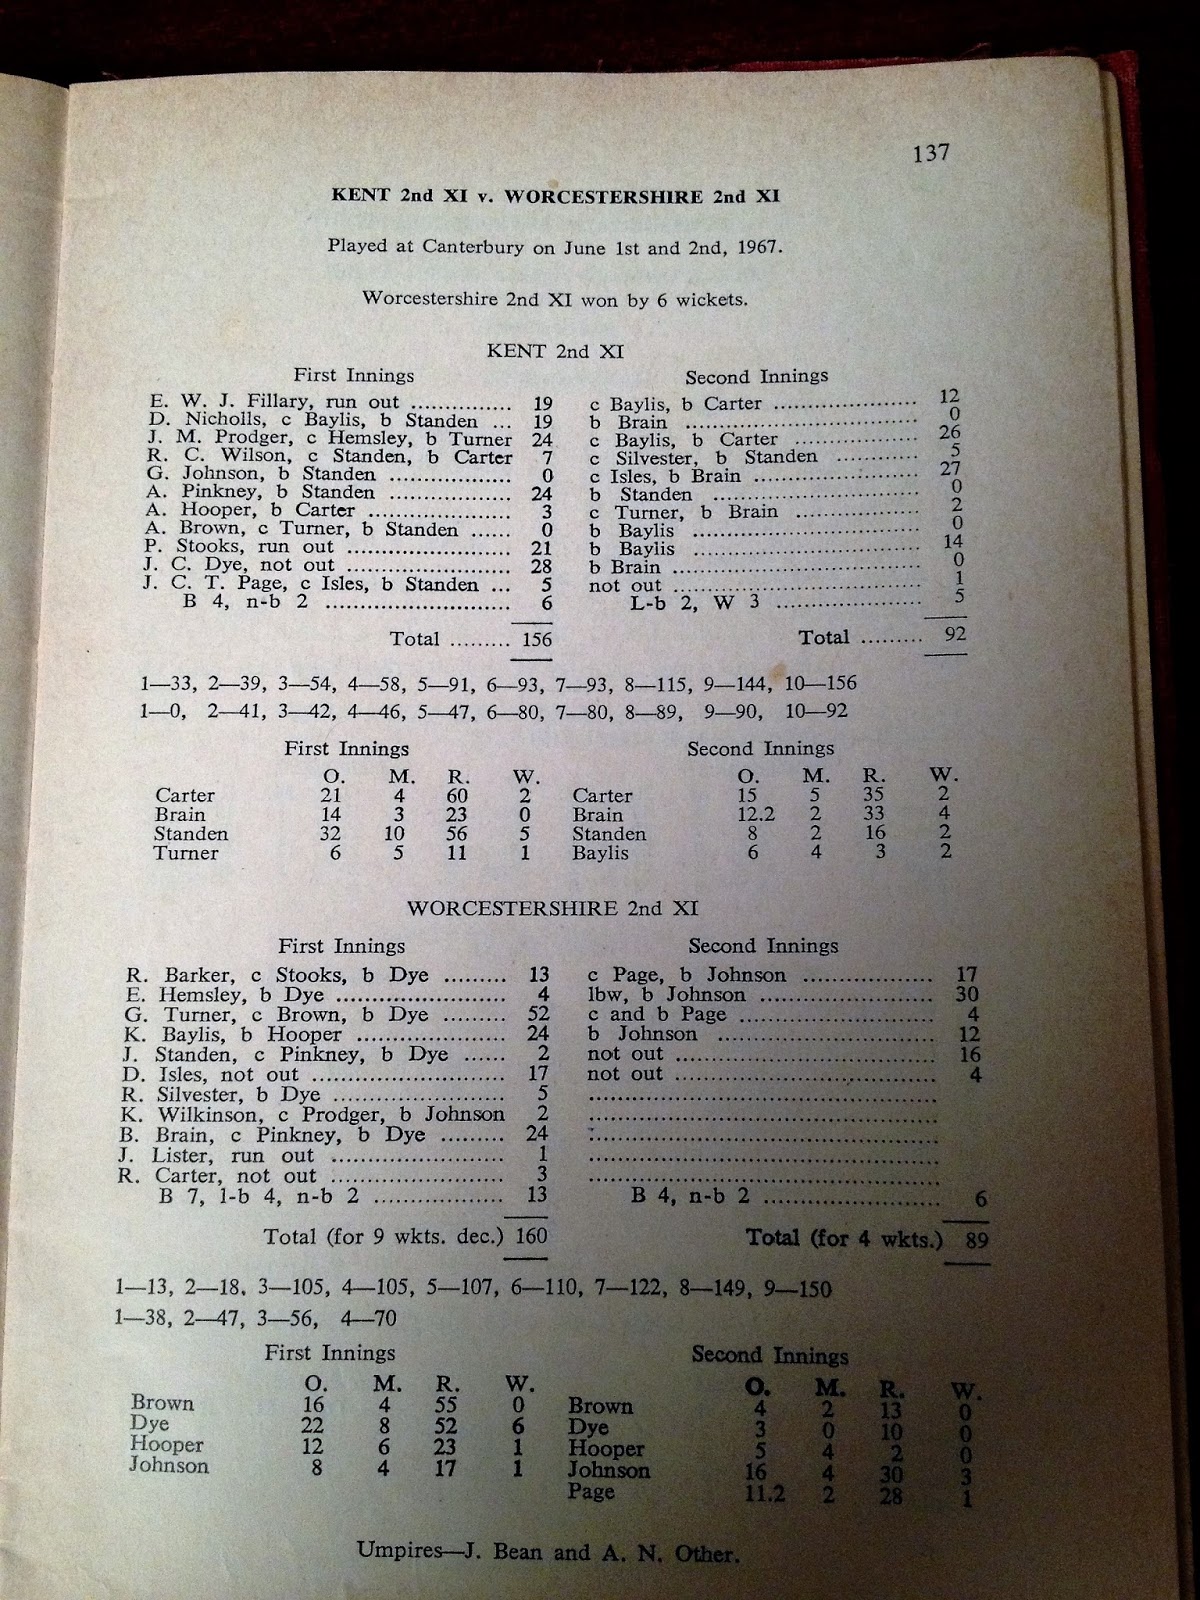 137
KENT 2nd XI v. WORCESTERSHIRE 2nd XI
Played at Canterbury on June 1st and 2nd, 1967.
Worcestershire 2nd XI won by 6 wickets.
KENT 2nd XI
First Innings Second Innings
E. W. J. Fillary, run out ............... 19 c Baylis, b Carter ...................... 12
D. Nicholls, c Baylis, b Standen ... 19 b Brain ................................... 0
J. M. Prodger, c Hemsley, b Turner 24 c Baylis, b Carter ................... 26
R. C. Wilson, c Standen, b Carter 7 c Silvester, b Standen ............ 5
G. Johnson, b Standen .................. 0 c Isles, b Brain ......................... 27
A. Pinkney, b Standen .................. 24 b Standen ............................... 0
A. Hooper, b Carter ..................... 3 c Turner, b Brain .................. 2
A. Brown, c Turner, b Standen ...... 0 b Baylis .................................. 0
P. Stooks, run out ........................ 21 b Baylis .................................. 14
J. C. Dye, not out ........................ 28 b Brain ..................................... 0
J. C. T. Page, c Isles, b Standen ... 5 not out ..................................... 1
B 4, n-b 2 ........................... 6 L-b 2, W 3 ..................... 5
Total ......... 156 Total ......... 92
1—33, 2—39, 3—54, 4—58, 5—91, 6—93, 7—93, 8—115, 9—144, 10—156
1—0, 2—41, 3—42, 4—46, 5—47, 6—80, 7—80, 8—89, 9—90, 10—92
First Innings Second Innings
O. M. R. W. O. M. R. W.
Carter 21 4 60 2 Carter 15 5 35 2
Brain 14 3 23 0 Brain 12.2 2 33 4
Standen 32 10 56 5 Standen 8 2 16 2
Turner 6 5 11 1 Baylis 6 4 3 2
WORCESTERSHIRE 2nd XI
First Innings Second Innings
R. Barker, c Stooks, b Dye ......... 13 c Page, b Johnson .................. 17
E. Hemsley, b Dye ........................ 4 lbw, b Johnson ........................ 30
G. Turner, c Brown, b Dye ......... 52 c and b Page ........................... 4
K. Baylis, b Hooper ..................... 24 b Johnson .............................. 12
J. Standen, c Pinkney, b Dye ...... 2 not out ..................................... 16
D. Isles, not out ........................... 17 not out ..................................... 4
R. Silvester, b Dye ........................ 5 ................................................
K. Wilkinson, c Prodger, b Johnson 2 ................................................
B. Brain, c Pinkney, b Dye ......... 24 ................................................
J. Lister, run out ........................ 1 ................................................
R. Carter, not out ........................ 3 ................................................
B 7, l-b 4, n-b 2 .................. 13 B 4, n-b 2 ........................ 6
Total (for 9 wkts. dec.) 160 Total (for 4 wkts.) 89
1—13, 2—18. 3—105, 4—105, 5—107, 6—110, 7—122, 8—149, 9—150
1—38, 2—47, 3—56, 4—70
First Innings Second Innings
O. M. R. W. O. M. R. W.
Brown 16 4 55 0 Brown 4 2 13 0
Dye 22 8 52 6 Dye 3 0 10 0
Hooper 12 6 23 1 Hooper 5 4 2 0
Johnson 8 4 17 1 Johnson 16 4 30 3
Page 11.2 2 28 1
Umpires—J. Bean and A. N. Other.